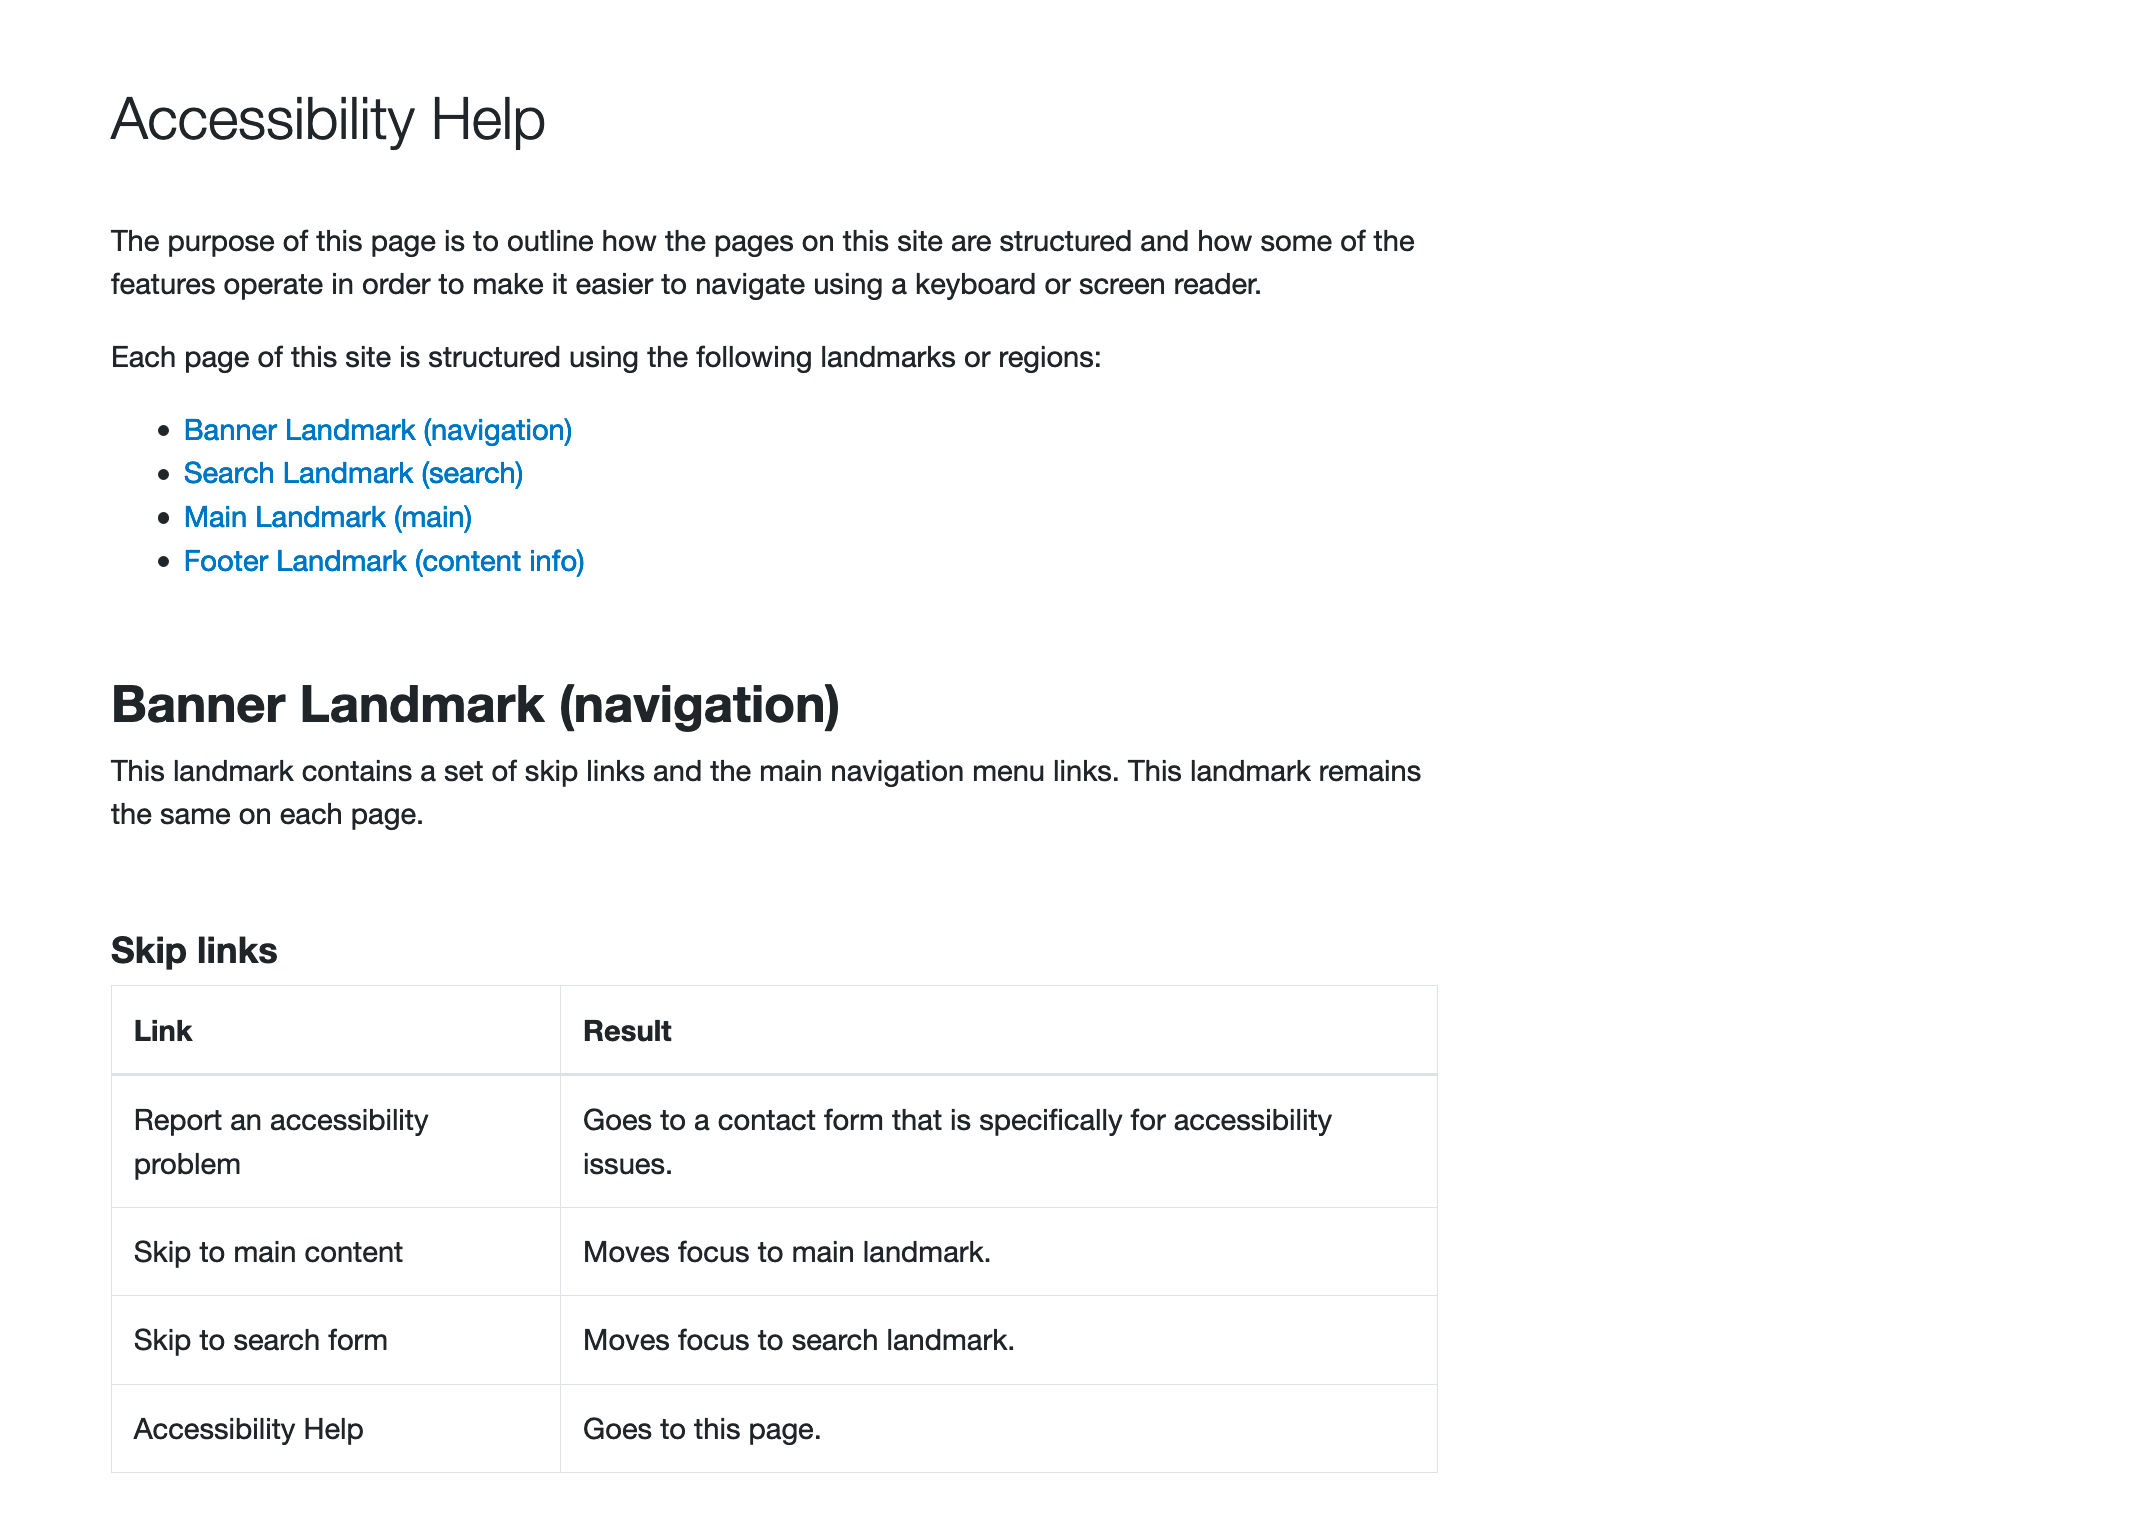 Accessibility Help
The purpose of this page is to outline how the pages on this site are structured and how some of the
features operate in order to make it easier to navigate using a keyboard or screen reader.
Each page of this site is structured using the following landmarks or regions:
Banner Landmark (navigation)
Search Landmark (search)
Main Landmark (main)
Footer Landmark (content info)
Banner Landmark (navigation)
This landmark contains a set of skip links and the main navigation menu links. This landmark remains
the same on each page.
Skip links
Link Result
Report an accessibility
problem
Goes to a contact form that is specifically for accessibility
issues.
Skip to main content Moves focus to main landmark.
Skip to search form Moves focus to search landmark.
Accessibility Help Goes to this page.